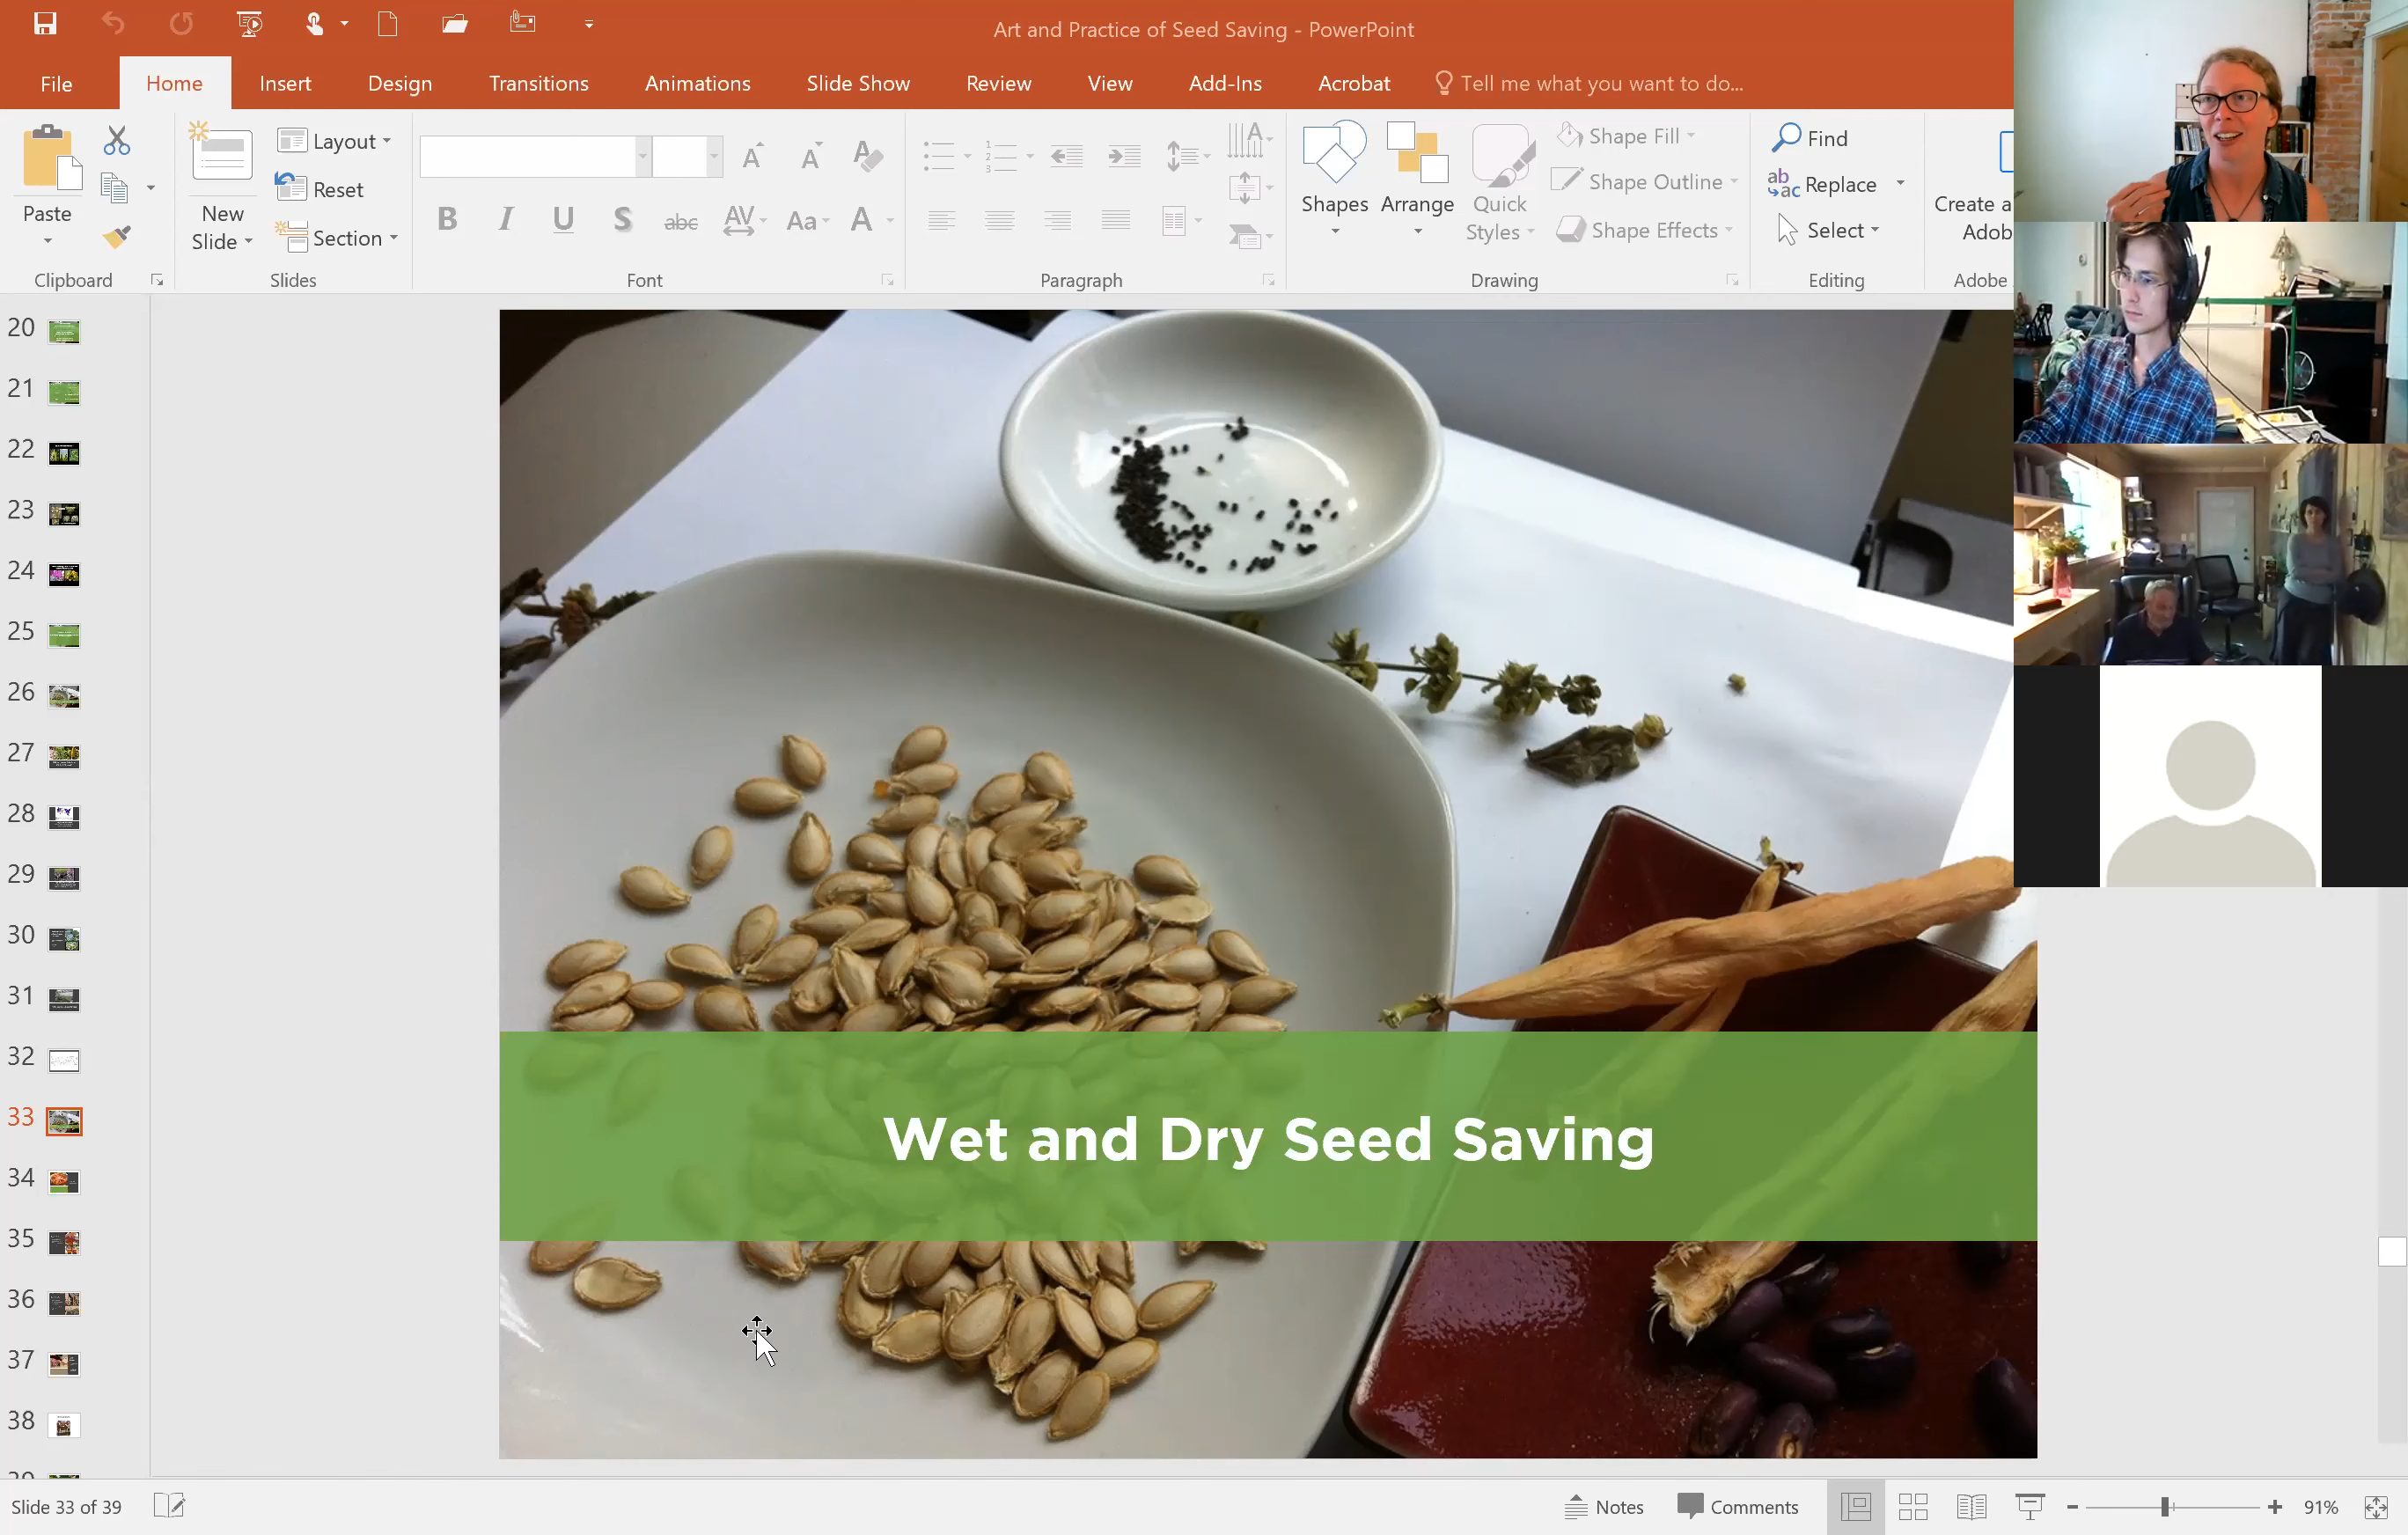 Art and Practice of Seed Saving - PowerPoint
File Home Insert Design Transitions Animations Slide Show Review View Add-Ins Acrobat Tell me what you want to do...
Paste
Clipboard
New Slide
Layout
Reset
Section
Slides
B I U S abc AV Aa A
Font
Paragraph
Shapes
Arrange
Quick Styles
Shape Fill
Shape Outline
Shape Effects
Drawing
Find
Replace
Select
Editing
Create a
Adob
Adobe
20
21
22
23
24
25
26
27
28
29
30
31
32
33
34
35
36
37
38
Wet and Dry Seed Saving
Slide 33 of 39
Notes
Comments
91%